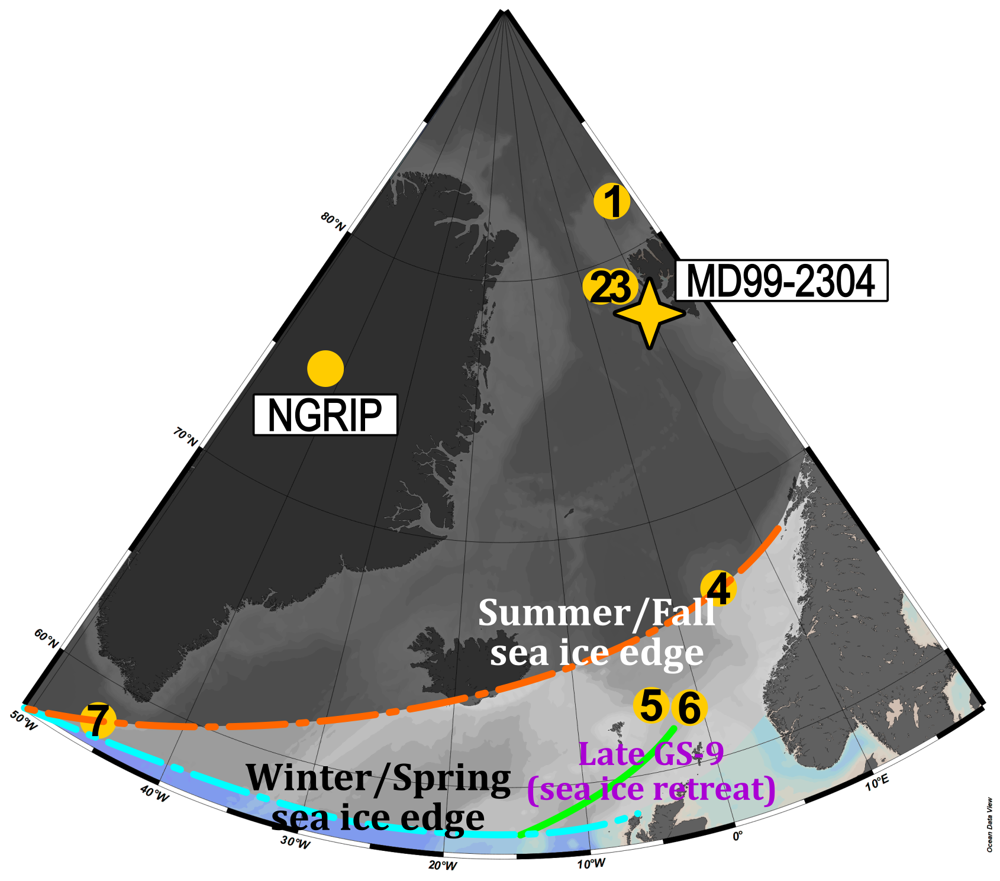 1
80°N
MD99-2304
23
NGRIP
70°N
4
Summer/Fall
sea ice edge
60°N
5
6
7
50°W
Late GS-9
(sea ice retreat)
Winter/Spring
sea ice edge
40°W
30°W
20°W
10°W
0°
10°E
Ocean Data View